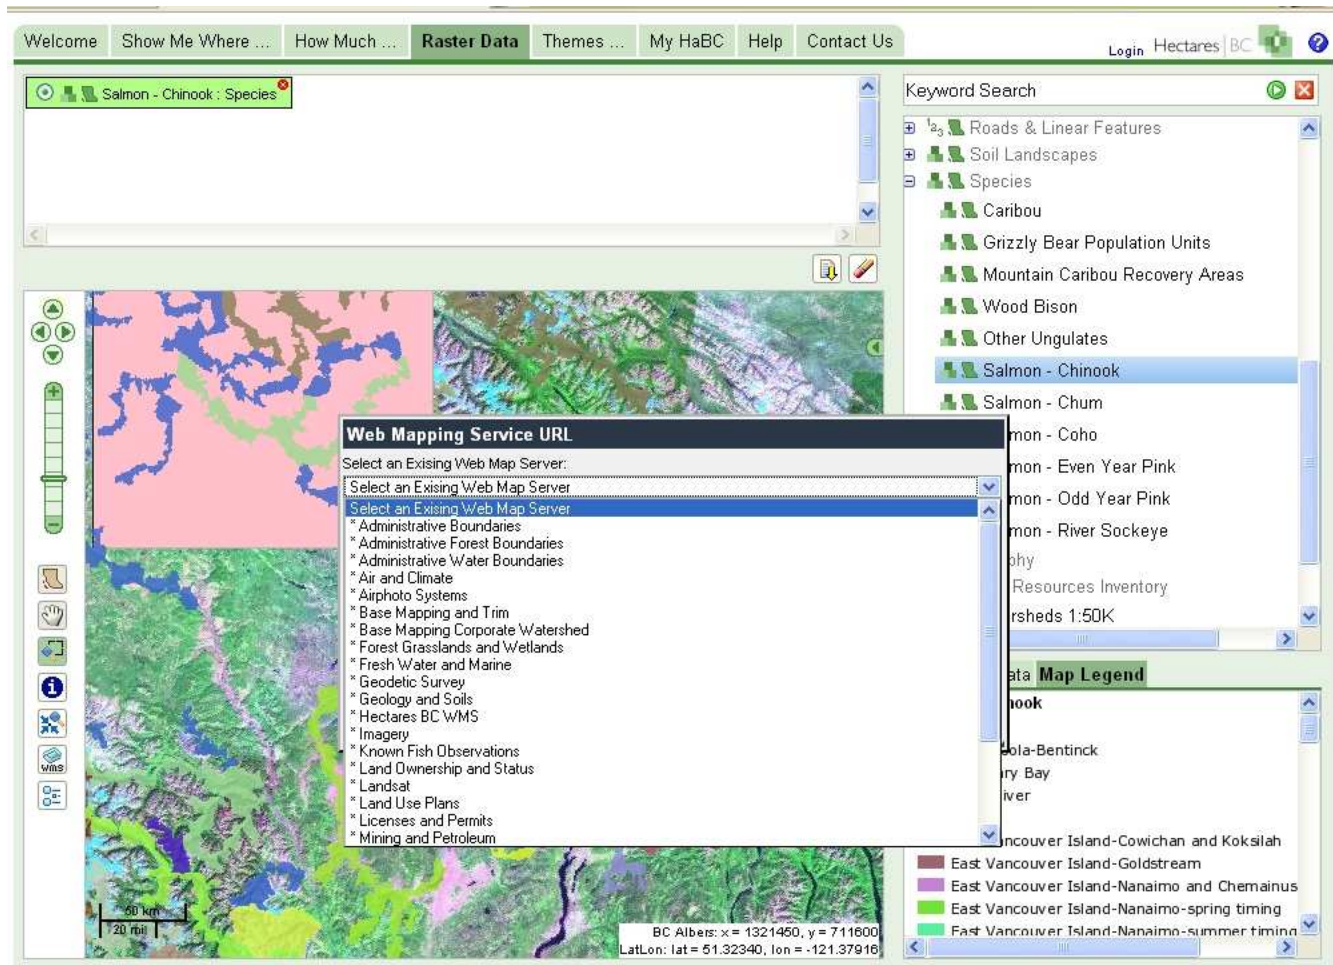 Welcome Show Me Where ... How Much ... Raster Data Themes ... My HaBC Help Contact Us
Login Hectares BC
Salmon - Chinook : Species
Keyword Search
Roads & Linear Features
Soil Landscapes
Species
Caribou
Grizzly Bear Population Units
Mountain Caribou Recovery Areas
Wood Bison
Other Ungulates
Salmon - Chinook
Salmon - Chum
mon - Coho
mon - Even Year Pink
mon - Odd Year Pink
mon - River Sockeye
phy
Resources Inventory
rsheds 1:50K
Web Mapping Service URL
Select an Exising Web Map Server:
Select an Exising Web Map Server
Select an Exising Web Map Server
* Administrative Boundaries
* Administrative Forest Boundaries
* Administrative Water Boundaries
* Air and Climate
* Airphoto Systems
* Base Mapping and Trim
* Base Mapping Corporate Watershed
* Forest Grasslands and Wetlands
* Fresh Water and Marine
* Geodetic Survey
* Geology and Soils
* Hectares BC WMS
* Imagery
* Known Fish Observations
* Land Ownership and Status
* Landsat
* Land Use Plans
* Licenses and Permits
* Mining and Petroleum
wms
50 km
20 mi
BC Albers: x = 1321450, y = 711600
LatLon: lat = 51.32340, lon = -121.37916
ata Map Legend
nook
ola-Bentinck
ry Bay
iver
ncouver Island-Cowichan and Koksilah
East Vancouver Island-Goldstream
East Vancouver Island-Nanaimo and Chemainus
East Vancouver Island-Nanaimo-spring timing
East Vancouver Island-Nanaimo-summer timing